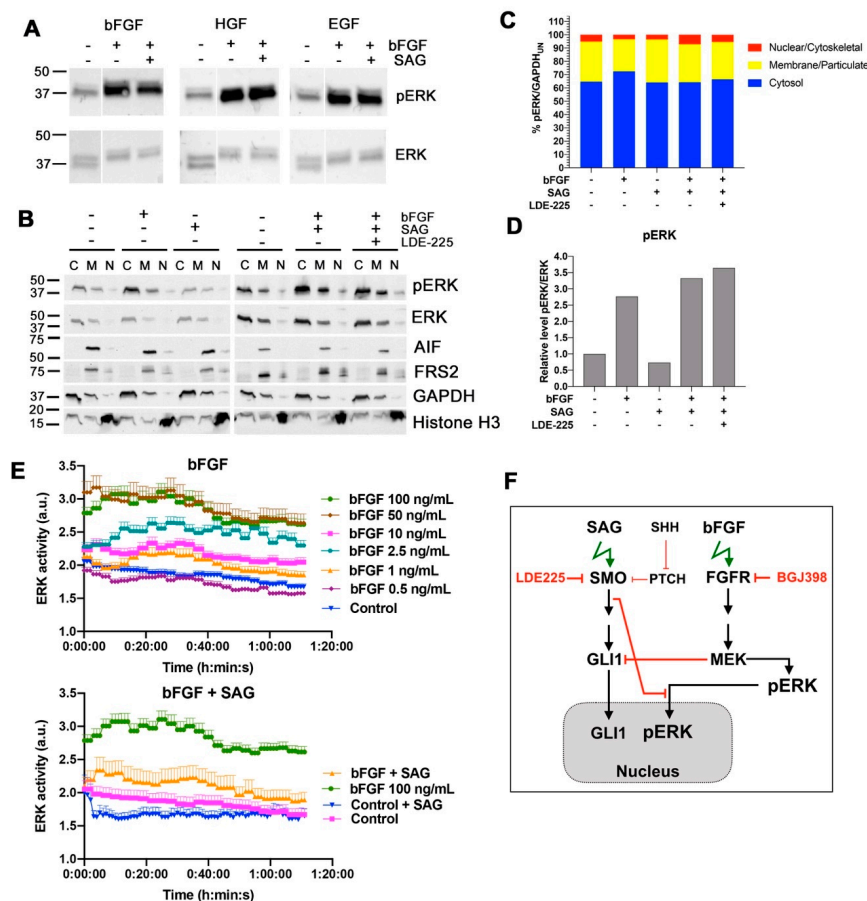 A
bFGF
HGF
EGF
- + + - + + - + + bFGF
+ + + SAG
50
37
pERK
50
37
ERK
B
- + - - + + bFGF
- - + - + + SAG
- - - - - + LDE-225
C M N C M N C M N C M N C M N C M N
50
37
pERK
50
37
ERK
75
50
AIF
75
FRS2
37
GAPDH
20
15
Histone H3
C
% pERK/GAPDH_UN
110
100
90
80
70
60
50
40
30
20
10
0
Nuclear/Cytoskeletal
Membrane/Particulate
Cytosol
bFGF - + - + +
SAG - - + + +
LDE-225 - - - - +
D
pERK
Relative level pERK/ERK
4.0
3.5
3.0
2.5
2.0
1.5
1.0
0.5
0.0
bFGF - + - + +
SAG - - + + +
LDE-225 - - - - +
E
bFGF
ERK activity (a.u.)
3.5
3.0
2.5
2.0
1.5
1.0
0:00:00 0:20:00 0:40:00 1:00:00 1:20:00
Time (h:min:s)
bFGF 100 ng/mL
bFGF 50 ng/mL
bFGF 10 ng/mL
bFGF 2.5 ng/mL
bFGF 1 ng/mL
bFGF 0.5 ng/mL
Control
bFGF + SAG
ERK activity (a.u.)
3.5
3.0
2.5
2.0
1.5
1.0
0:00:00 0:20:00 0:40:00 1:00:00 1:20:00
Time (h:min:s)
bFGF + SAG
bFGF 100 ng/mL
Control + SAG
Control
F
SAG SHH bFGF
LDE225 SMO PTCH FGFR BGJ398
GLI1 MEK
pERK
GLI1 pERK
Nucleus